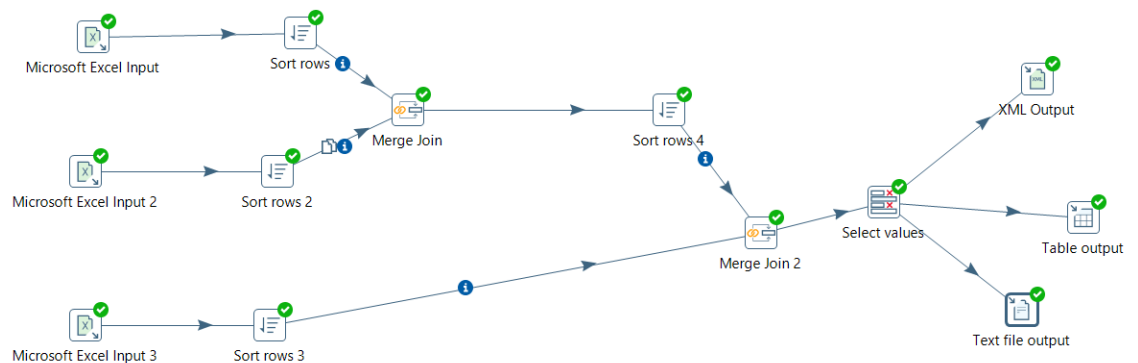 Microsoft Excel Input
Sort rows
Merge Join
Sort rows 4
XML Output
Microsoft Excel Input 2
Sort rows 2
Select values
Table output
Merge Join 2
Microsoft Excel Input 3
Sort rows 3
Text file output